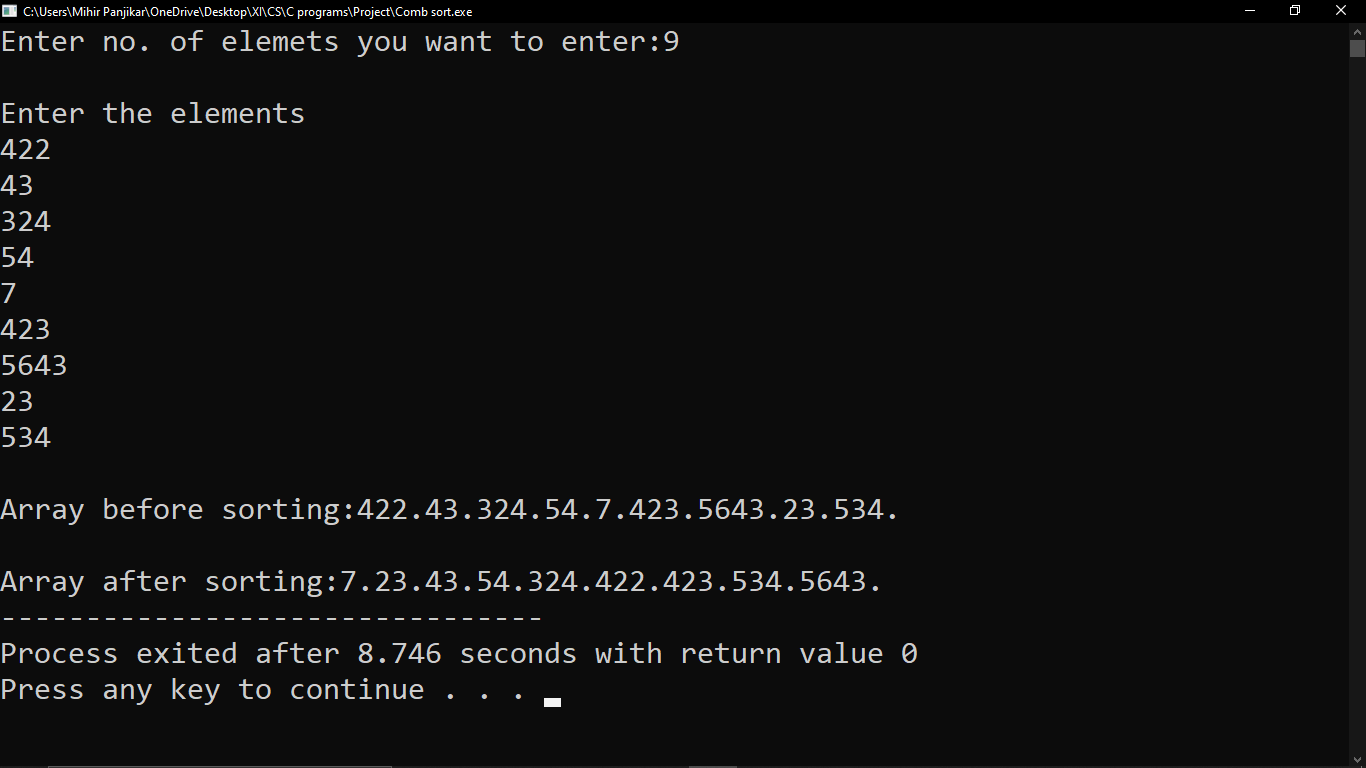 C:\Users\Mihir Panjikar\OneDrive\Desktop\XI\CS\C programs\Project\Comb sort.exe
Enter no. of elemets you want to enter:9
Enter the elements
422
43
324
54
7
423
5643
23
534
Array before sorting:422.43.324.54.7.423.5643.23.534.
Array after sorting:7.23.43.54.324.422.423.534.5643.
--------------------------------
Process exited after 8.746 seconds with return value 0
Press any key to continue . . .